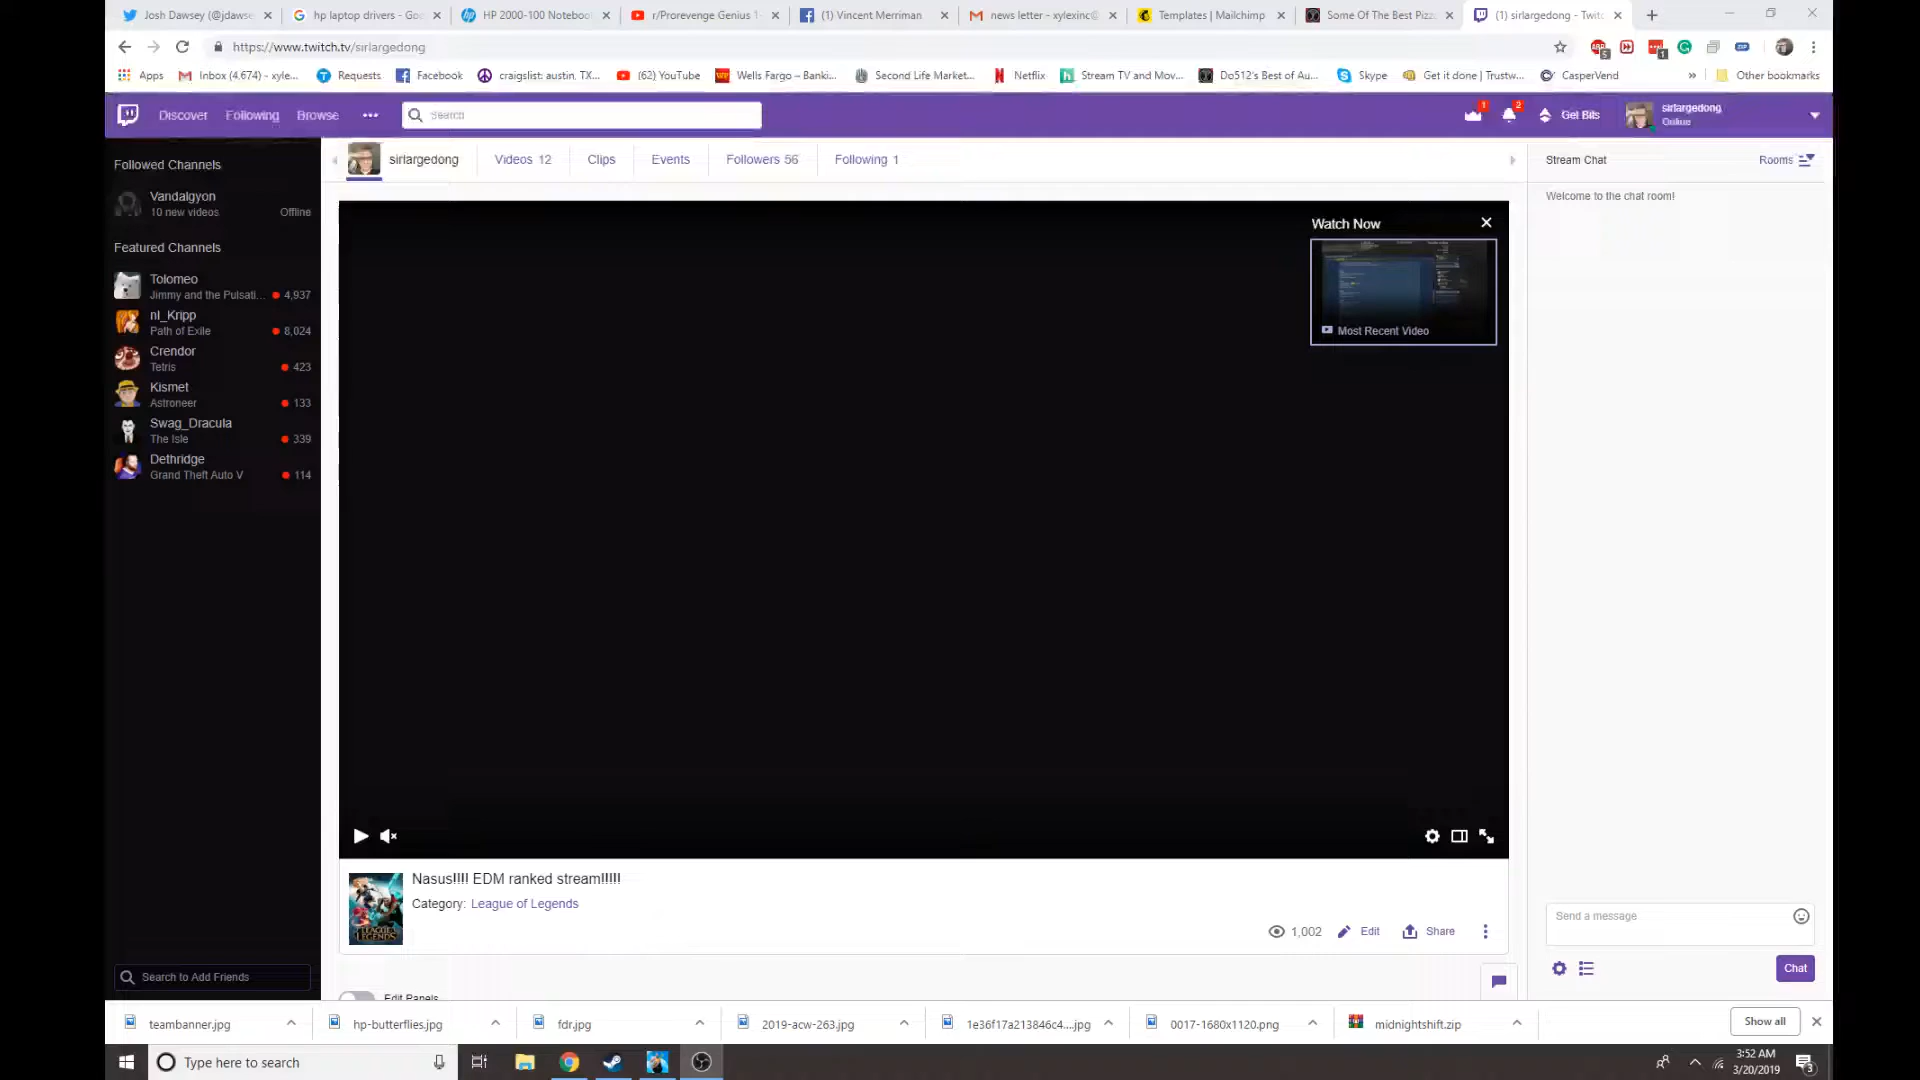 Josh Dawsey (@jdawse
hp laptop drivers - Goo
HP 2000-100 Notebook
r/Prorevenge Genius 1
(1) Vincent Merriman
news letter - xylexinc@
Templates | Mailchimp
Some Of The Best Pizz
(1) sirlargedong - Twitc
https://www.twitch.tv/sirlargedong
Apps
Inbox (4,674) - xyle...
Requests
Facebook
craigslist: austin, TX...
(62) YouTube
Wells Fargo – Banki...
Second Life Market...
Netflix
Stream TV and Mov...
Do512's Best of Au...
Skype
Get it done | Trustw...
CasperVend
»
Other bookmarks
Discover
Following
Browse
Search
1
2
Get Bits
sirlargedong
Online
Followed Channels
Vandalgyon
10 new videos
Offline
Featured Channels
Tolomeo
Jimmy and the Pulsati...
4,937
nl_Kripp
Path of Exile
8,024
Crendor
Tetris
423
Kismet
Astroneer
133
Swag_Dracula
The Isle
339
Dethridge
Grand Theft Auto V
114
Search to Add Friends
sirlargedong
Videos 12
Clips
Events
Followers 56
Following 1
Watch Now
Most Recent Video
Nasus!!!! EDM ranked stream!!!!!
Category: League of Legends
1,002
Edit
Share
Edit Panels
Stream Chat
Rooms
Welcome to the chat room!
Send a message
Chat
teambanner.jpg
hp-butterflies.jpg
fdr.jpg
2019-acw-263.jpg
1e36f17a213846c4....jpg
0017-1680x1120.png
midnightshift.zip
Show all
Type here to search
3:52 AM
3/20/2019
3